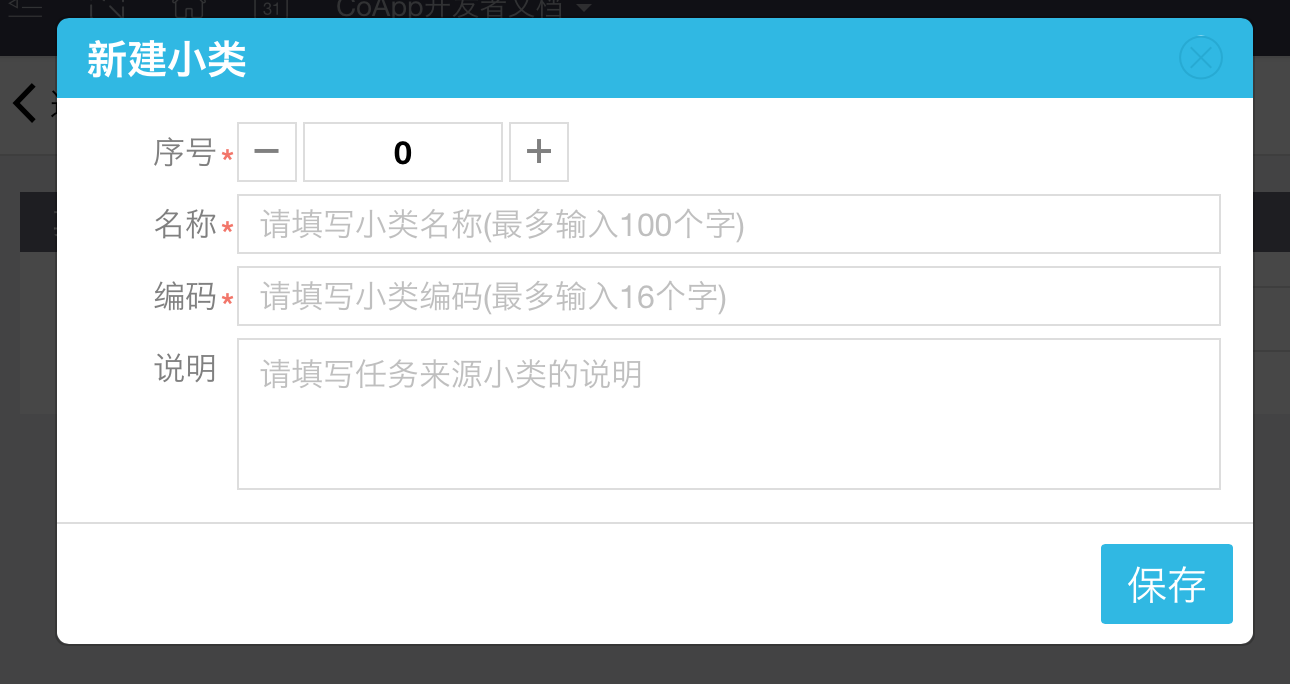 31 CoApp开发者文档
新建小类
序号* 0
名称* 请填写小类名称(最多输入100个字)
编码* 请填写小类编码(最多输入16个字)
说明 请填写任务来源小类的说明
保存